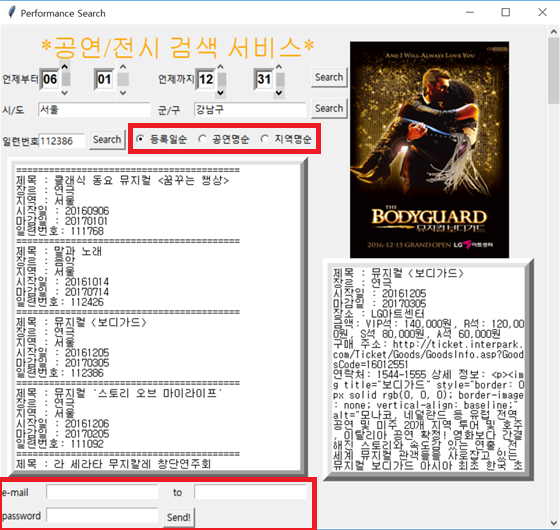 Performance Search
*공연/전시 검색 서비스*
언제부터 06 01 언제까지 12 31 Search
시/도 서울 군/구 강남구 Search
일련번호 112386 Search 등록일순 공연명순 지역명순
========================================
제목 : 클래식 동요 뮤지컬 <꿈꾸는 챙상>
장르 : 연극
지역 : 서울
시작일 : 20160906
마감일 : 20170101
일련번호: 111768
========================================
제목 : 말과 노래
장르 : 음악
지역 : 서울
시작일 : 20161014
마감일 : 20170714
일련번호: 112426
========================================
제목 : 뮤지컬 <보디가드>
장르 : 연극
지역 : 서울
시작일 : 20161205
마감일 : 20170305
일련번호: 112386
========================================
제목 : 뮤지컬 '스토리 오브 마이라이프'
장르 : 연극
지역 : 서울
시작일 : 20161206
마감일 : 20170205
일련번호: 111092
========================================
제목 : 라 세라타 무지칼레 창단연주회
e-mail to
password Send!
AND I WILL ALWAYS LOVE YOU
THE
BODYGUARD
뮤지컬 보디가드
2016-12-15 GRAND OPEN LG아트센터
제목 : 뮤지컬 <보디가드>
장르 : 연극
시작일 : 20161205
마감일 : 20170305
장소 : LG아트센터
금액: VIP석: 140,000원, R석: 120,00
0원, S석 80,000원, A석 60,000원
구매 주소: http://ticket.interpark.
com/Ticket/Goods/GoodsInfo.asp?Good
sCode=16012551
연락처: 1544-1555 상세 정보: <p><im
g title="보디가드" style="border: 0
px solid rgb(0, 0, 0); border-image
: none; vertical-align: baseline;"
alt="모나코, 네덜란드 등 유럽 전역
공연 및 미주 20개 지역 투어 및 호주
, 이탈리아 공연 확정! 영화보다 간결
해진 스토리와 속도감 있는 연출, 전
세계 뮤지컬 관객들을 사로잡고 있는
뮤지컬 보디가드 아시아 최초 한국 초